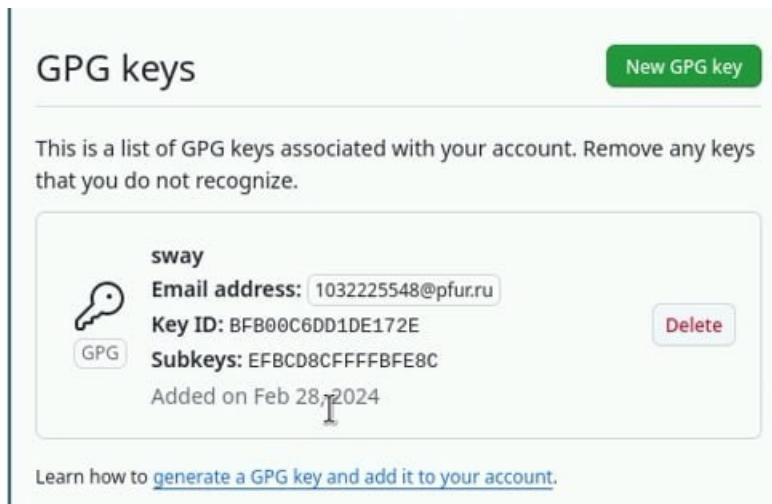 GPG keys
New GPG key
This is a list of GPG keys associated with your account. Remove any keys
that you do not recognize.
sway
Email address: 1032225548@pfur.ru
Key ID: BFB00C6DD1DE172E
GPG
Subkeys: EFBCD8CFFFFBFE8C
Delete
Added on Feb 28, 2024
Learn how to generate a GPG key and add it to your account.